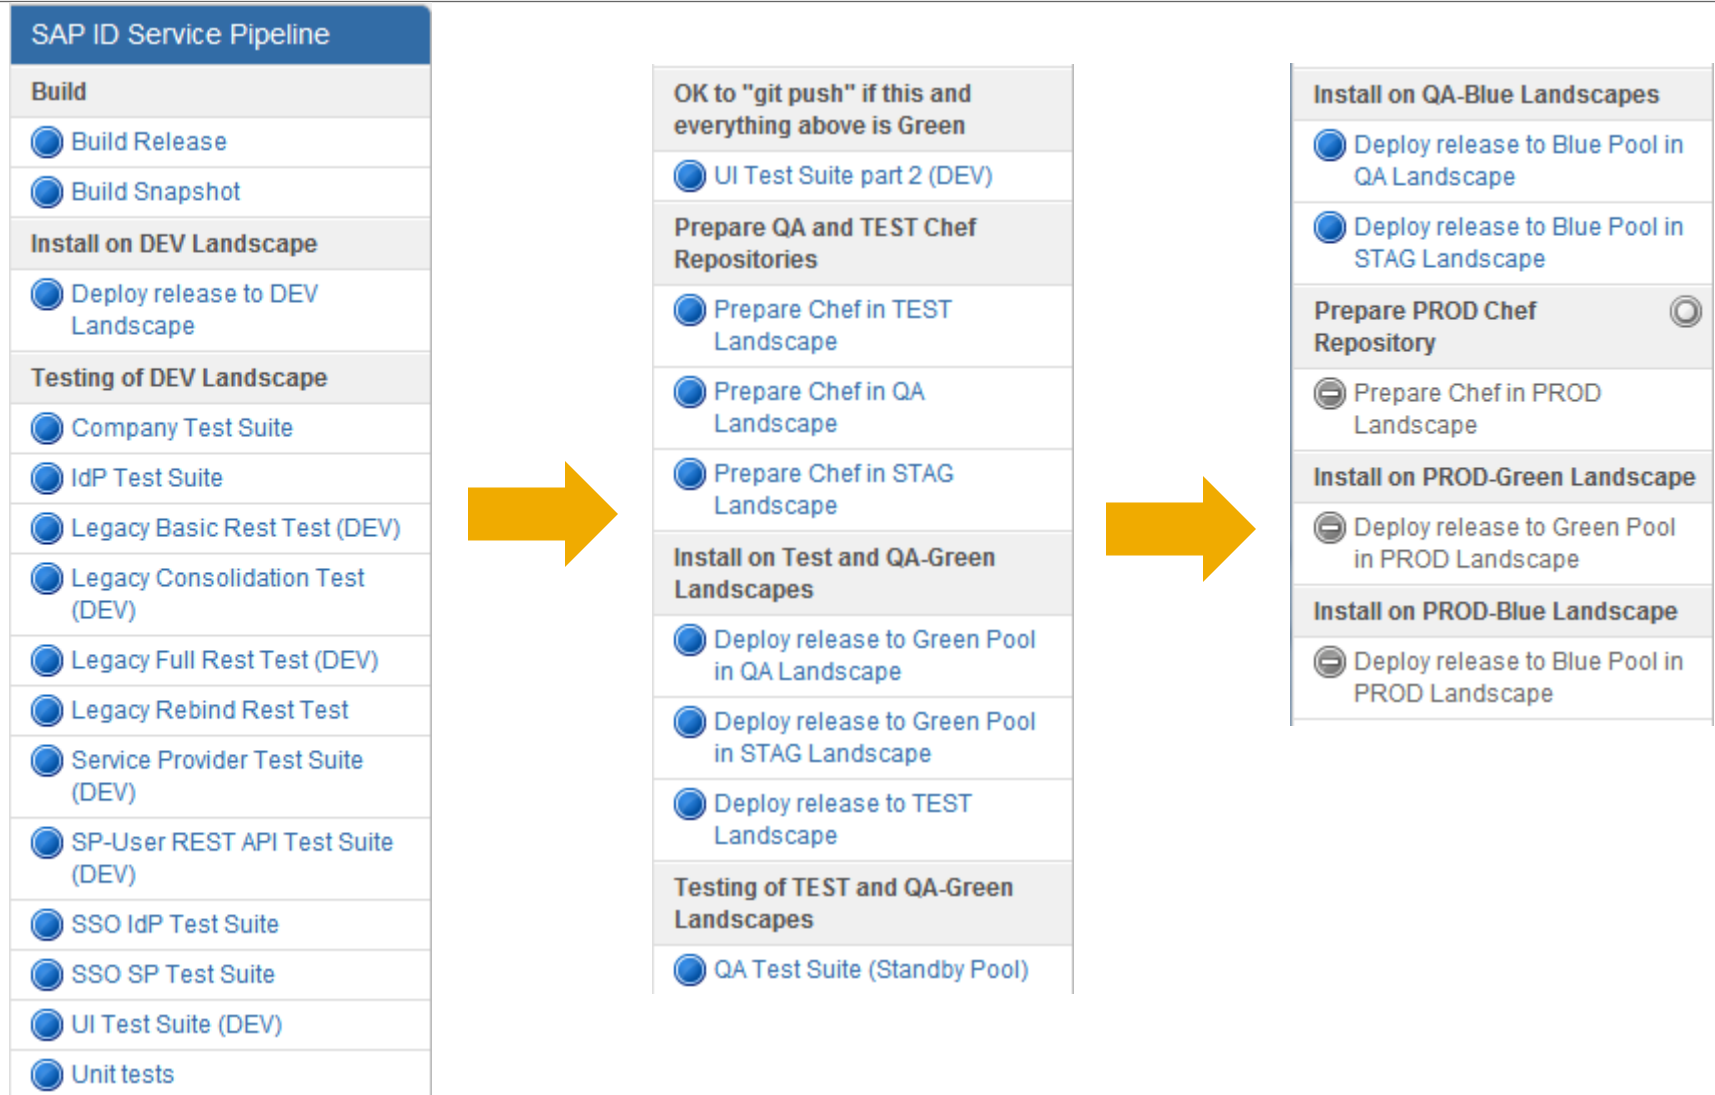 SAP ID Service Pipeline
Build
Build Release
Build Snapshot
Install on DEV Landscape
Deploy release to DEV
Landscape
Testing of DEV Landscape
Company Test Suite
IdP Test Suite
Legacy Basic Rest Test (DEV)
Legacy Consolidation Test
(DEV)
Legacy Full Rest Test (DEV)
Legacy Rebind Rest Test
Service Provider Test Suite
(DEV)
SP-User REST API Test Suite
(DEV)
SSO IdP Test Suite
SSO SP Test Suite
UI Test Suite (DEV)
Unit tests
OK to "git push" if this and
everything above is Green
UI Test Suite part 2 (DEV)
Prepare QA and TEST Chef
Repositories
Prepare Chef in TEST
Landscape
Prepare Chef in QA
Landscape
Prepare Chef in STAG
Landscape
Install on Test and QA-Green
Landscapes
Deploy release to Green Pool
in QA Landscape
Deploy release to Green Pool
in STAG Landscape
Deploy release to TEST
Landscape
Testing of TEST and QA-Green
Landscapes
QA Test Suite (Standby Pool)
Install on QA-Blue Landscapes
Deploy release to Blue Pool in
QA Landscape
Deploy release to Blue Pool in
STAG Landscape
Prepare PROD Chef
Repository
Prepare Chef in PROD
Landscape
Install on PROD-Green Landscape
Deploy release to Green Pool
in PROD Landscape
Install on PROD-Blue Landscape
Deploy release to Blue Pool in
PROD Landscape